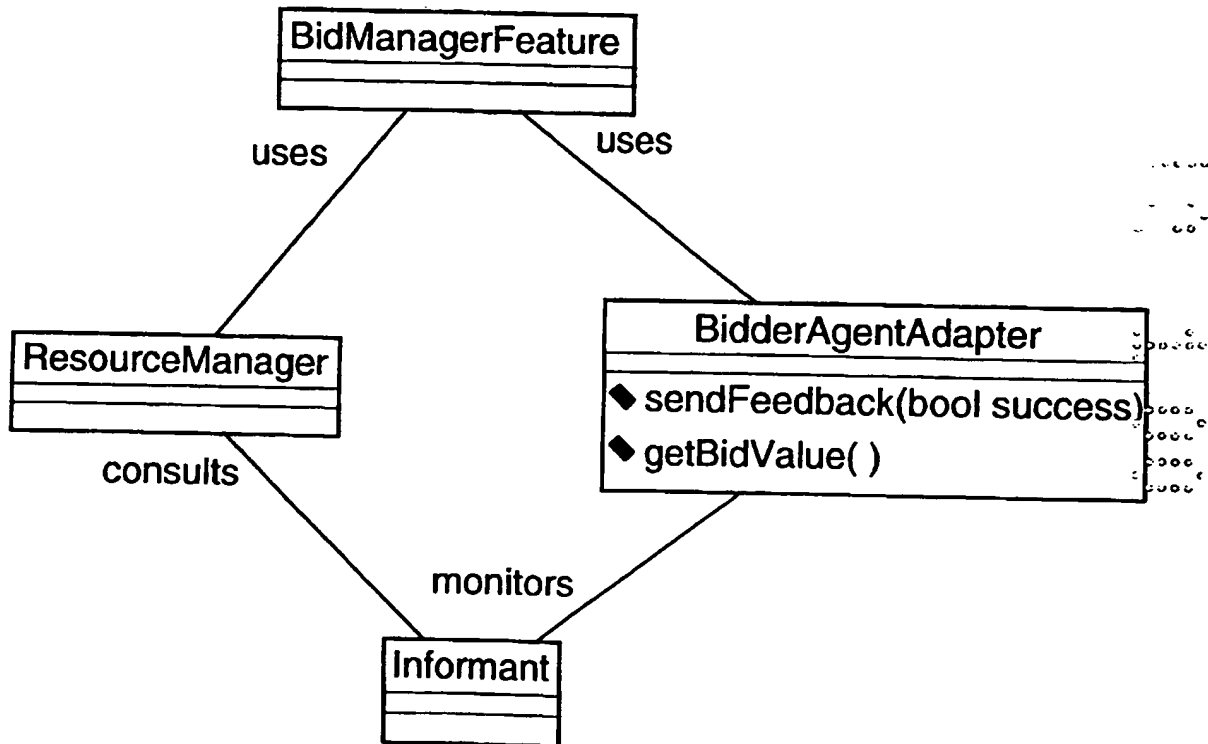 BidManagerFeature
uses
uses
ResourceManager
BidderAgentAdapter
sendFeedback(bool success)
getBidValue( )
consults
monitors
Informant